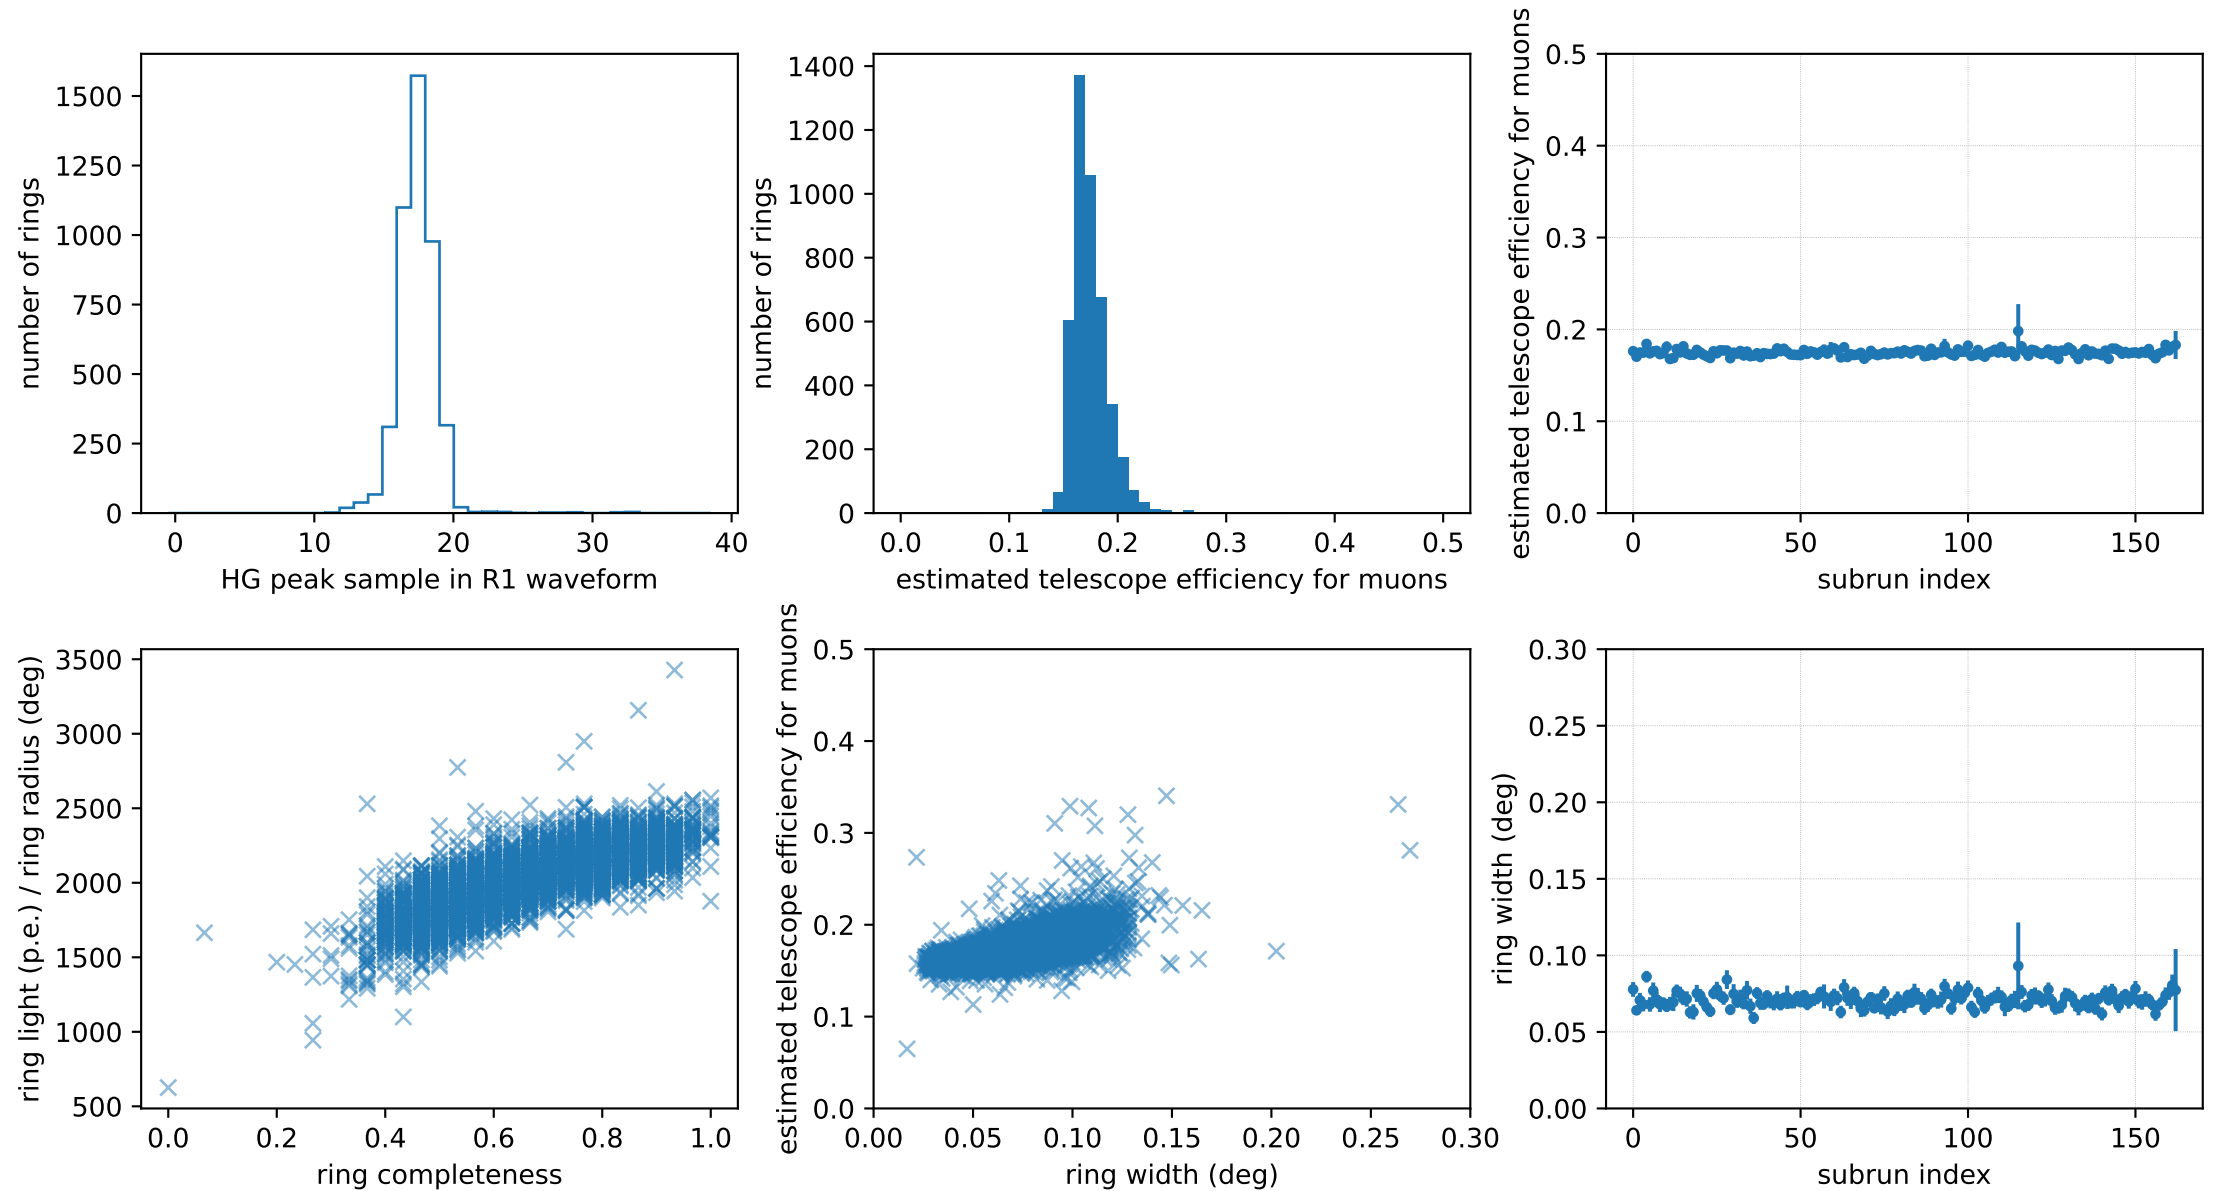 number of rings
1500
1250
1000
750
500
250
0
0 10 20 30 40
HG peak sample in R1 waveform
number of rings
1400
1200
1000
800
600
400
200
0
0.0 0.1 0.2 0.3 0.4 0.5
estimated telescope efficiency for muons
estimated telescope efficiency for muons
0.5
0.4
0.3
0.2
0.1
0.0
0 50 100 150
subrun index
ring light (p.e.) / ring radius (deg)
3500
3000
2500
2000
1500
1000
500
0.0 0.2 0.4 0.6 0.8 1.0
ring completeness
estimated telescope efficiency for muons
0.5
0.4
0.3
0.2
0.1
0.0
0.00 0.05 0.10 0.15 0.20 0.25 0.30
ring width (deg)
ring width (deg)
0.30
0.25
0.20
0.15
0.10
0.05
0.00
0 50 100 150
subrun index